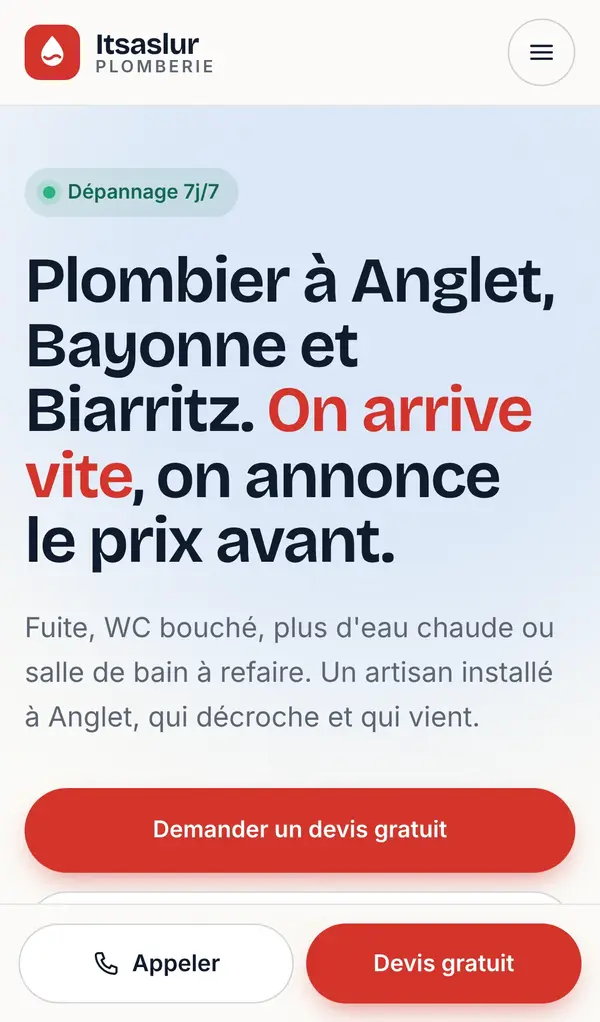 Itsaslur
PLOMBERIE
Dépannage 7j/7
Plombier à Anglet,
Bayonne et
Biarritz. On arrive
vite, on annonce
le prix avant.
Fuite, WC bouché, plus d'eau chaude ou
salle de bain à refaire. Un artisan installé
à Anglet, qui décroche et qui vient.
Demander un devis gratuit
Appeler
Devis gratuit